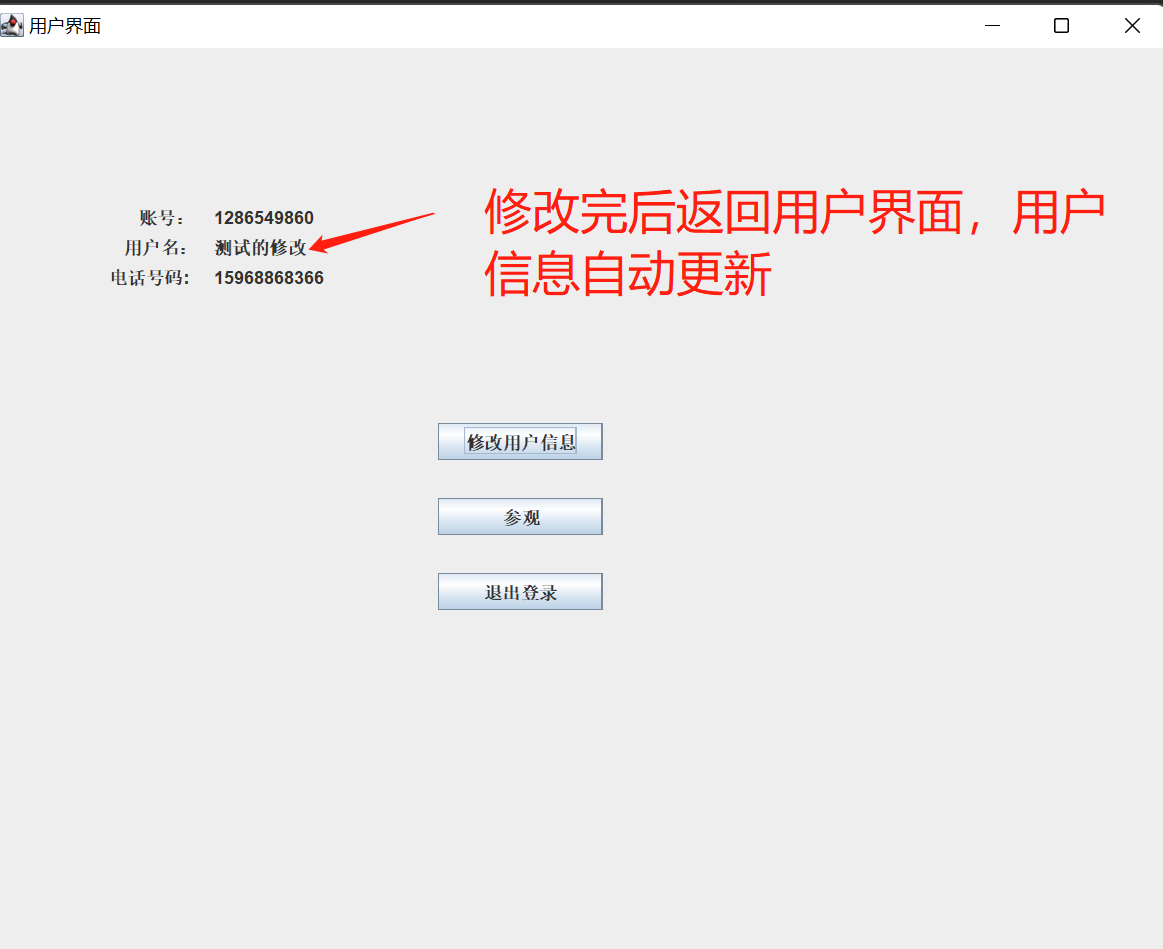 用户界面
账号： 1286549860
用户名： 测试的修改
电话号码： 15968868366
修改完后返回用户界面，用户
信息自动更新
修改用户信息
参观
退出登录